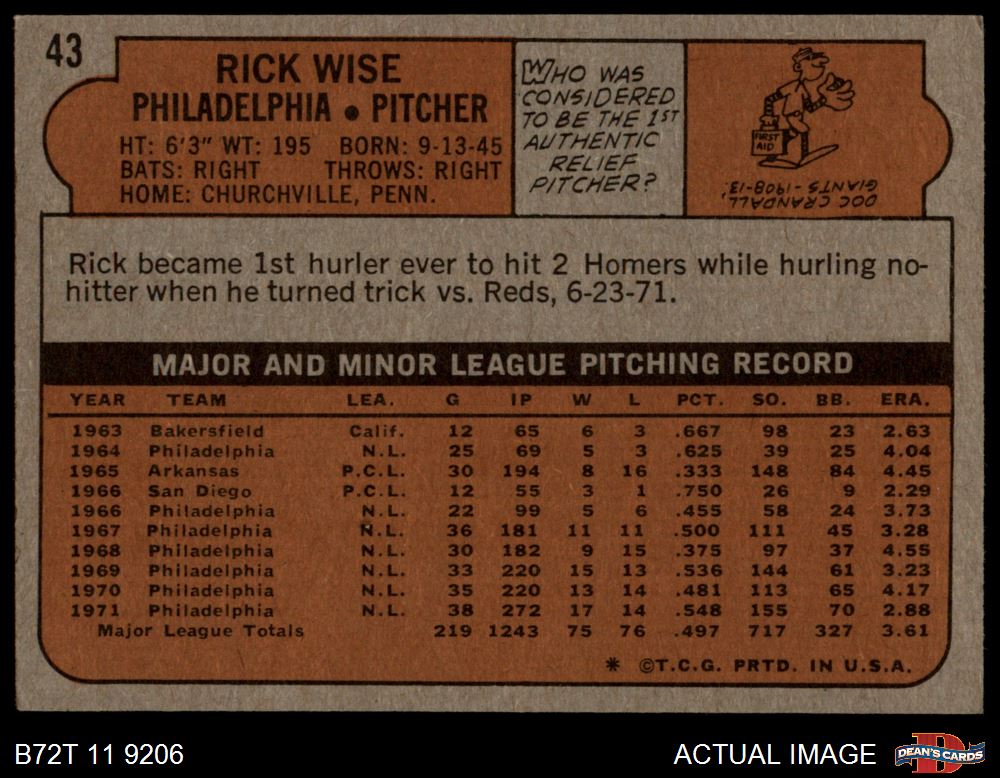 43
RICK WISE
PHILADELPHIA • PITCHER
HT: 6'3" WT: 195 BORN: 9-13-45
BATS: RIGHT THROWS: RIGHT
HOME: CHURCHVILLE, PENN.
WHO WAS
CONSIDERED
TO BE THE 1ST
AUTHENTIC
RELIEF
PITCHER?
FIRST
AID
DOC CRANDALL,
GIANTS -1908-13.
Rick became 1st hurler ever to hit 2 Homers while hurling no-
hitter when he turned trick vs. Reds, 6-23-71.
MAJOR AND MINOR LEAGUE PITCHING RECORD
YEAR TEAM LEA. G IP W L PCT. SO. BB. ERA.
1963 Bakersfield Calif. 12 65 6 3 .667 98 23 2.63
1964 Philadelphia N.L. 25 69 5 3 .625 39 25 4.04
1965 Arkansas P.C.L. 30 194 8 16 .333 148 84 4.45
1966 San Diego P.C.L. 12 55 3 1 .750 26 9 2.29
1966 Philadelphia N.L. 22 99 5 6 .455 58 24 3.73
1967 Philadelphia N.L. 36 181 11 11 .500 111 45 3.28
1968 Philadelphia N.L. 30 182 9 15 .375 97 37 4.55
1969 Philadelphia N.L. 33 220 15 13 .536 144 61 3.23
1970 Philadelphia N.L. 35 220 13 14 .481 113 65 4.17
1971 Philadelphia N.L. 38 272 17 14 .548 155 70 2.88
Major League Totals 219 1243 75 76 .497 717 327 3.61
* ©T.C.G. PRTD. IN U.S.A.
B72T 11 9206
ACTUAL IMAGE
DEAN'S CARDS